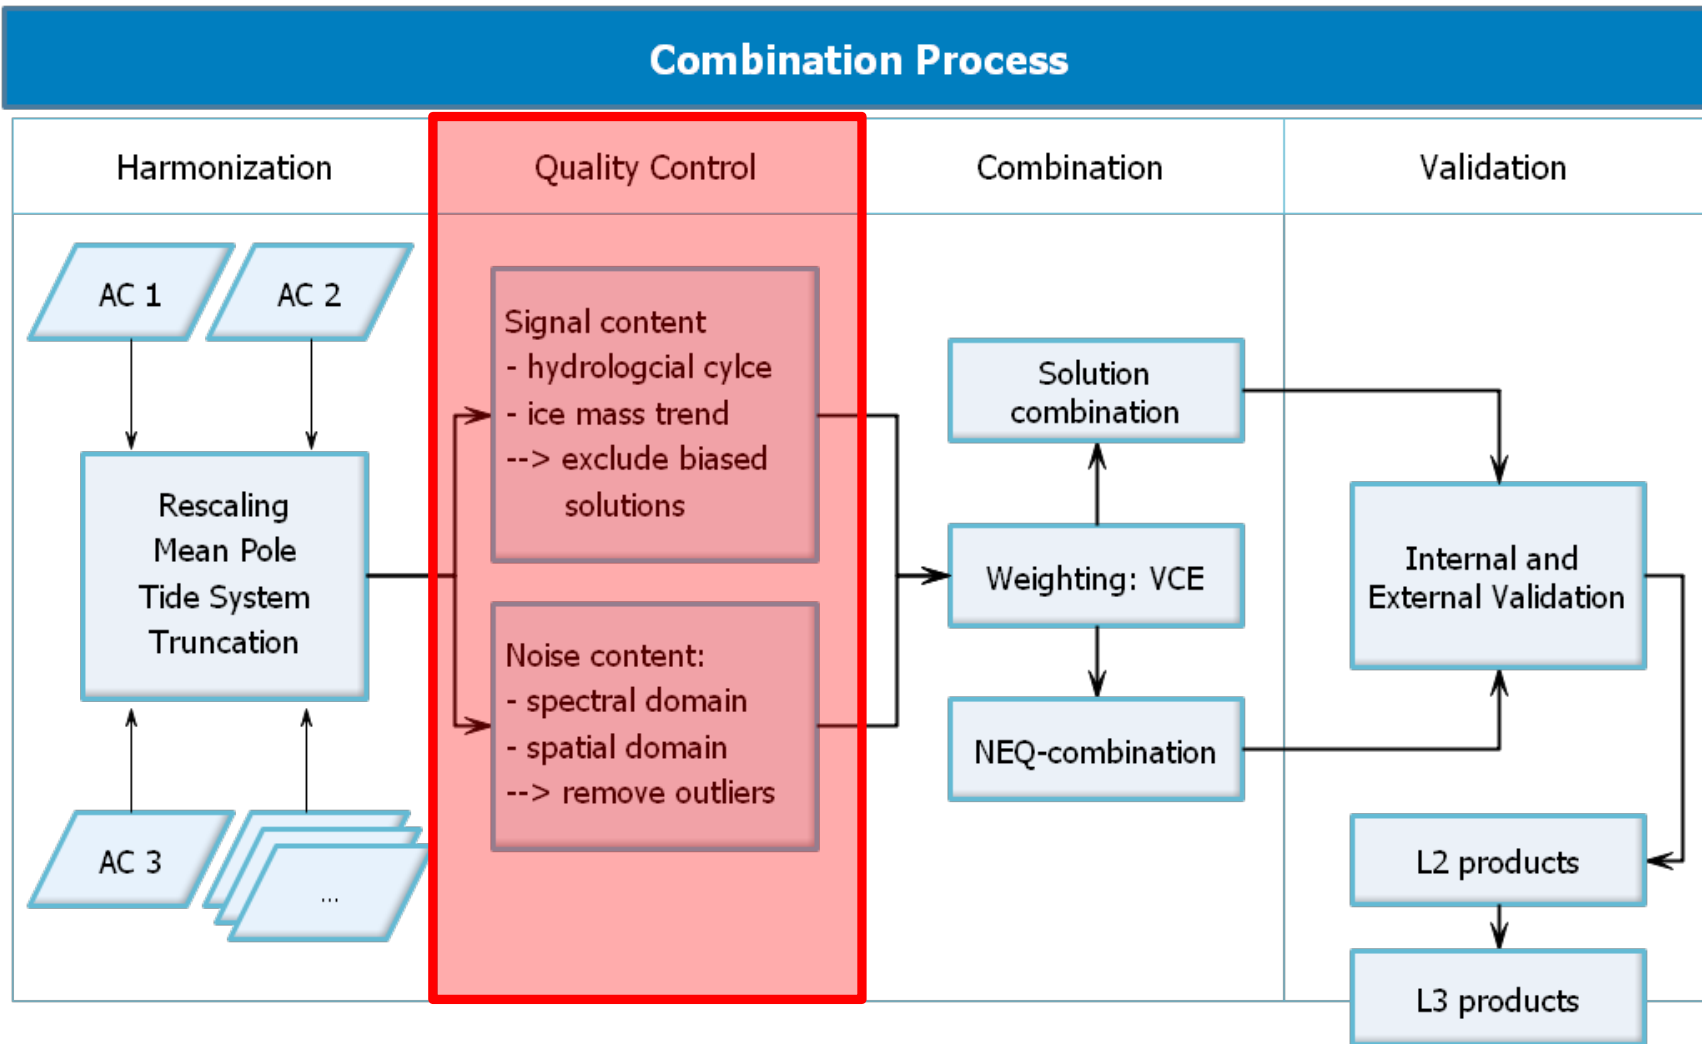 Combination Process
Harmonization
Quality Control
Combination
Validation
AC 1
AC 2
Rescaling
Mean Pole
Tide System
Truncation
AC 3
...
Signal content
- hydrologcial cylce
- ice mass trend
--> exclude biased
solutions
Noise content:
- spectral domain
- spatial domain
--> remove outliers
Solution
combination
Weighting: VCE
NEQ-combination
Internal and
External Validation
L2 products
L3 products